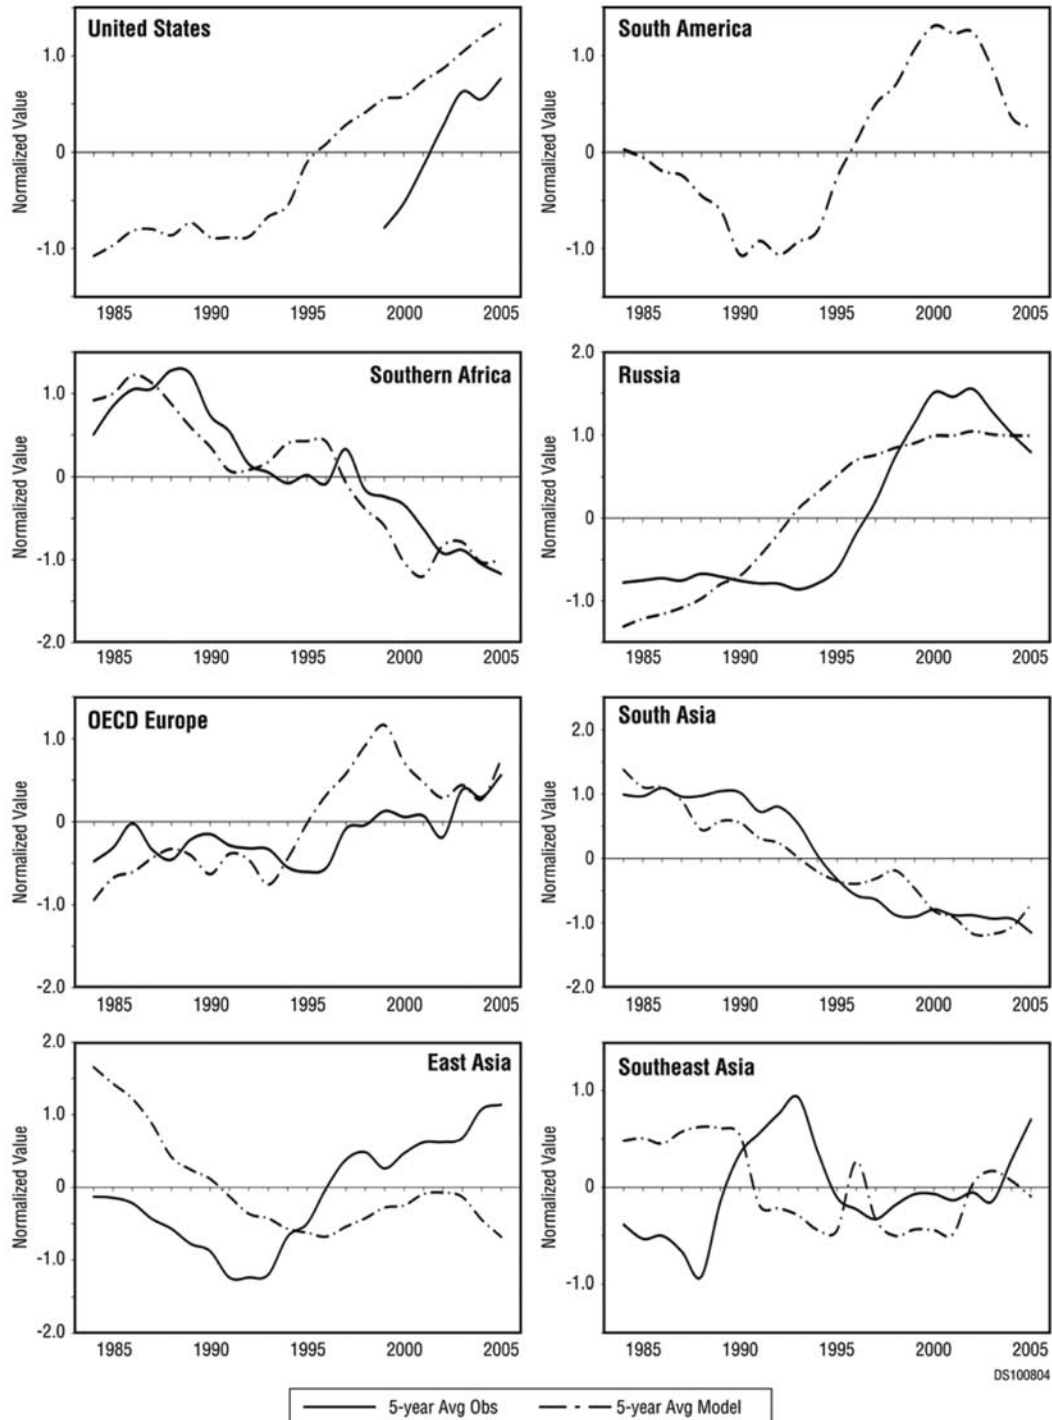 United States
1.0
0
-1.0
Normalized Value
1985 1990 1995 2000 2005
South America
1.0
0
-1.0
Normalized Value
1985 1990 1995 2000 2005
Southern Africa
1.0
0
-1.0
-2.0
Normalized Value
1985 1990 1995 2000 2005
Russia
2.0
1.0
0
-1.0
Normalized Value
1985 1990 1995 2000 2005
OECD Europe
1.0
0
-1.0
-2.0
Normalized Value
1985 1990 1995 2000 2005
South Asia
2.0
1.0
0
-1.0
-2.0
Normalized Value
1985 1990 1995 2000 2005
East Asia
2.0
1.0
0
-1.0
-2.0
Normalized Value
1985 1990 1995 2000 2005
Southeast Asia
1.0
0
-1.0
Normalized Value
1985 1990 1995 2000 2005
DS100804
5-year Avg Obs 5-year Avg Model